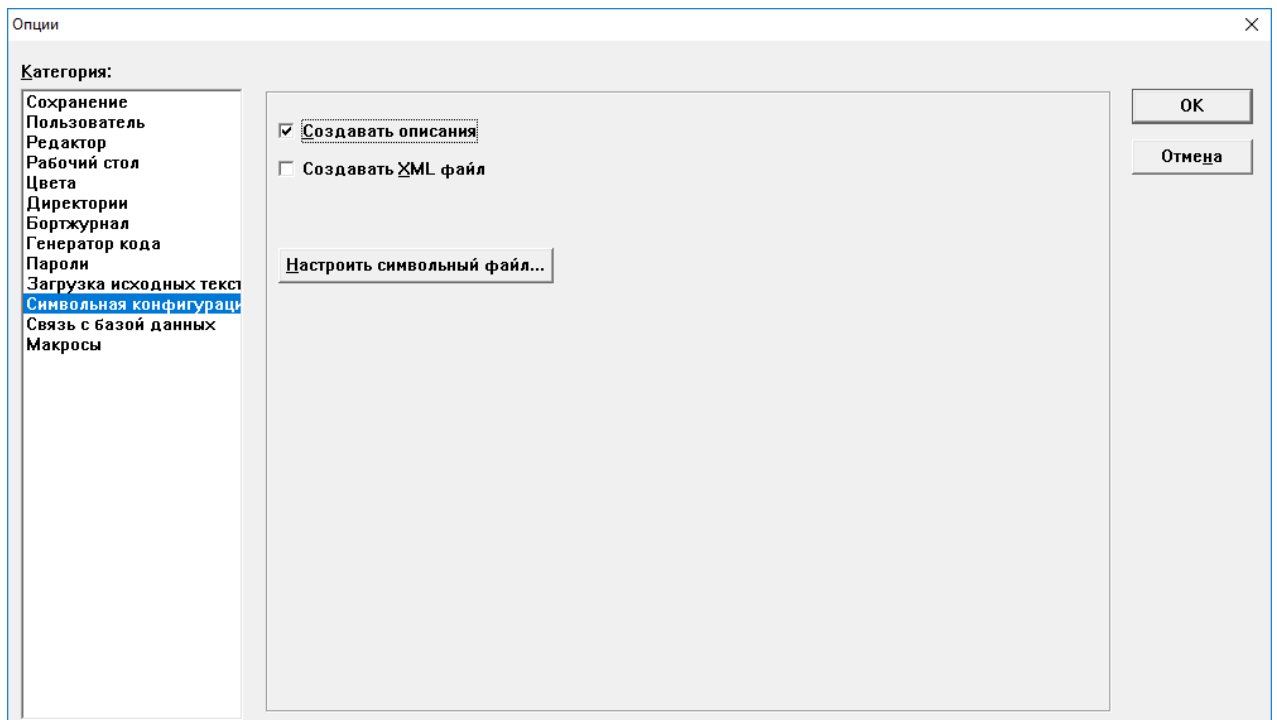 Опции
Категория:
Сохранение
Пользователь
Редактор
Рабочий стол
Цвета
Директории
Бортжурнал
Генератор кода
Пароли
Загрузка исходных текст
Символьная конфигураци
Связь с базой данных
Макросы
Создавать описания
Создавать XML файл
Настроить символьный файл...
OK
Отмена